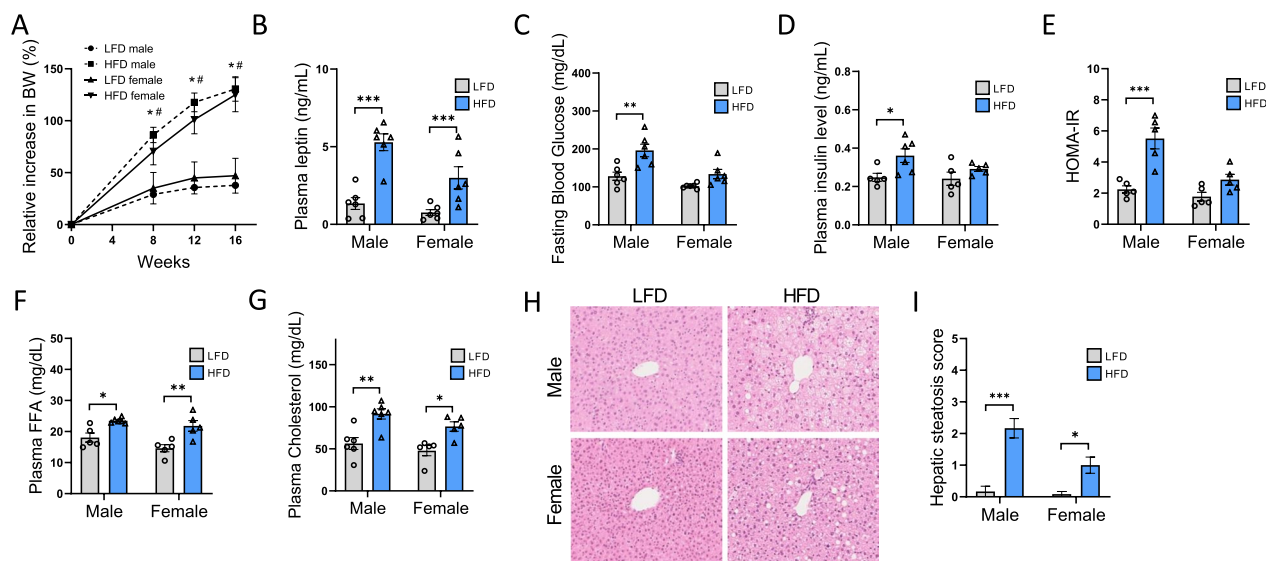 A
Relative increase in BW (%)
LFD male
HFD male
LFD female
HFD female
150
100
50
0
* #
* #
* #
0 4 8 12 16
Weeks
B
Plasma leptin (ng/mL)
10
5
0
***
***
LFD
HFD
Male Female
C
Fasting Blood Glucose (mg/dL)
400
300
200
100
0
**
LFD
HFD
Male Female
D
Plasma insulin level (ng/mL)
0.8
0.6
0.4
0.2
0.0
*
LFD
HFD
Male Female
E
HOMA-IR
10
8
6
4
2
0
***
LFD
HFD
Male Female
F
Plasma FFA (mg/dL)
50
40
30
20
10
0
*
**
LFD
HFD
Male Female
G
Plasma Cholesterol (mg/dL)
150
100
50
0
**
*
LFD
HFD
Male Female
H
LFD HFD
Male
Female
I
Hepatic steatosis score
5
4
3
2
1
0
***
*
LFD
HFD
Male Female